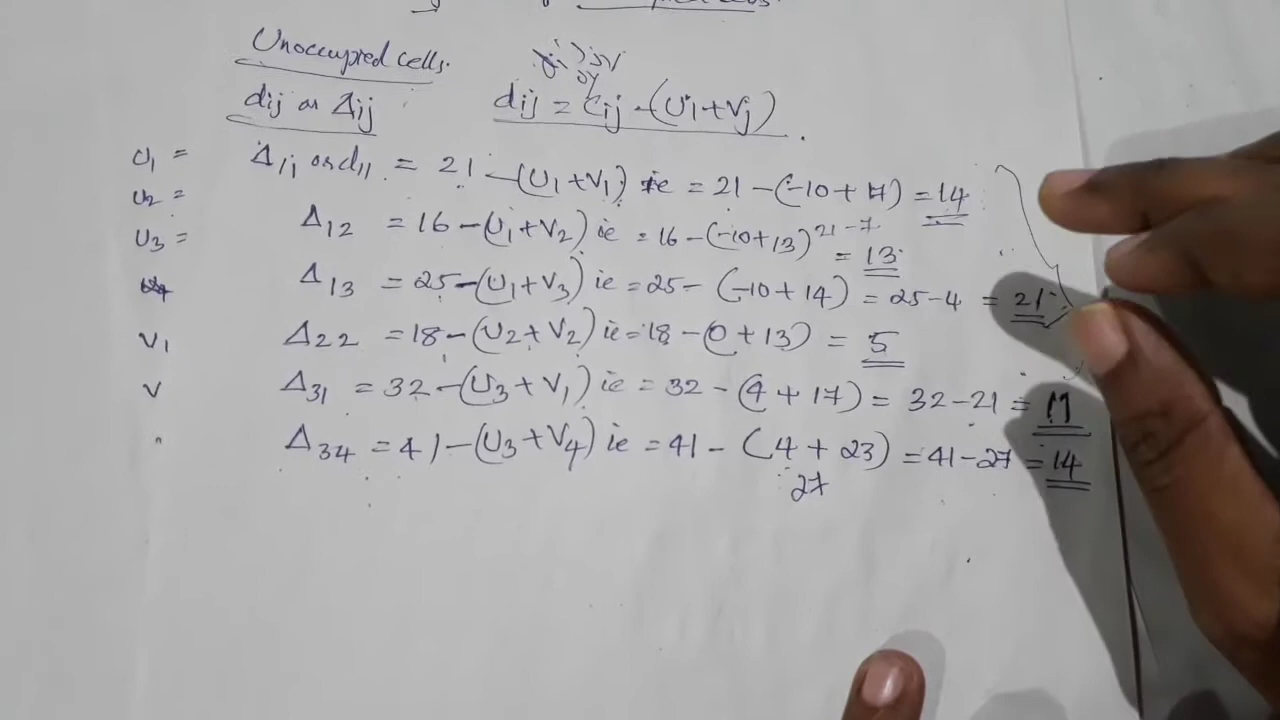 Unoccupied cells.
dij or Δij    dij = Cij - (Ui+Vj)
U1 =    Δ11 or d11 = 21 - (U1+V1) ie = 21 - (-10 + 17) = 14
21 - 7
U2 =    Δ12 = 16 - (U1+V2) ie = 16 - (-10+13) = 13
U3 =    Δ13 = 25 - (U1+V3) ie = 25 - (-10+14) = 25-4 = 21
V1    Δ22 = 18 - (U2+V2) ie = 18 - (0+13) = 5
V    Δ31 = 32 - (U3+V1) ie = 32 - (4+17) = 32-21 = 11
"    Δ34 = 41 - (U3+V4) ie = 41 - (4+23) = 41-27 = 14
27